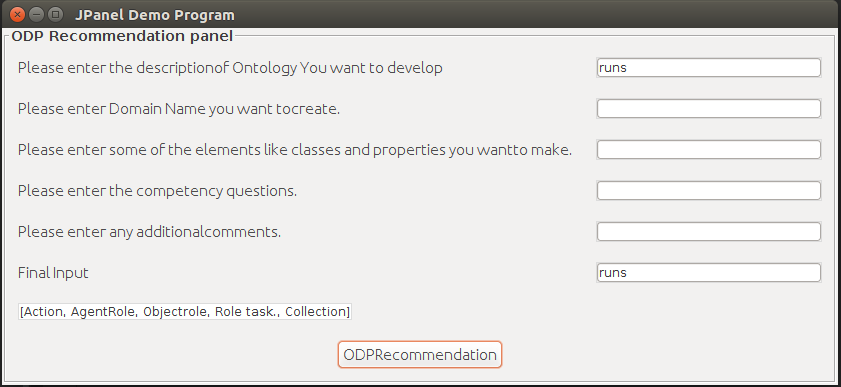 JPanel Demo Program
ODP Recommendation panel
Please enter the descriptionof Ontology You want to develop runs
Please enter Domain Name you want tocreate.
Please enter some of the elements like classes and properties you wantto make.
Please enter the competency questions.
Please enter any additionalcomments.
Final Input runs
[Action, AgentRole, Objectrole, Role task., Collection]
ODPRecommendation